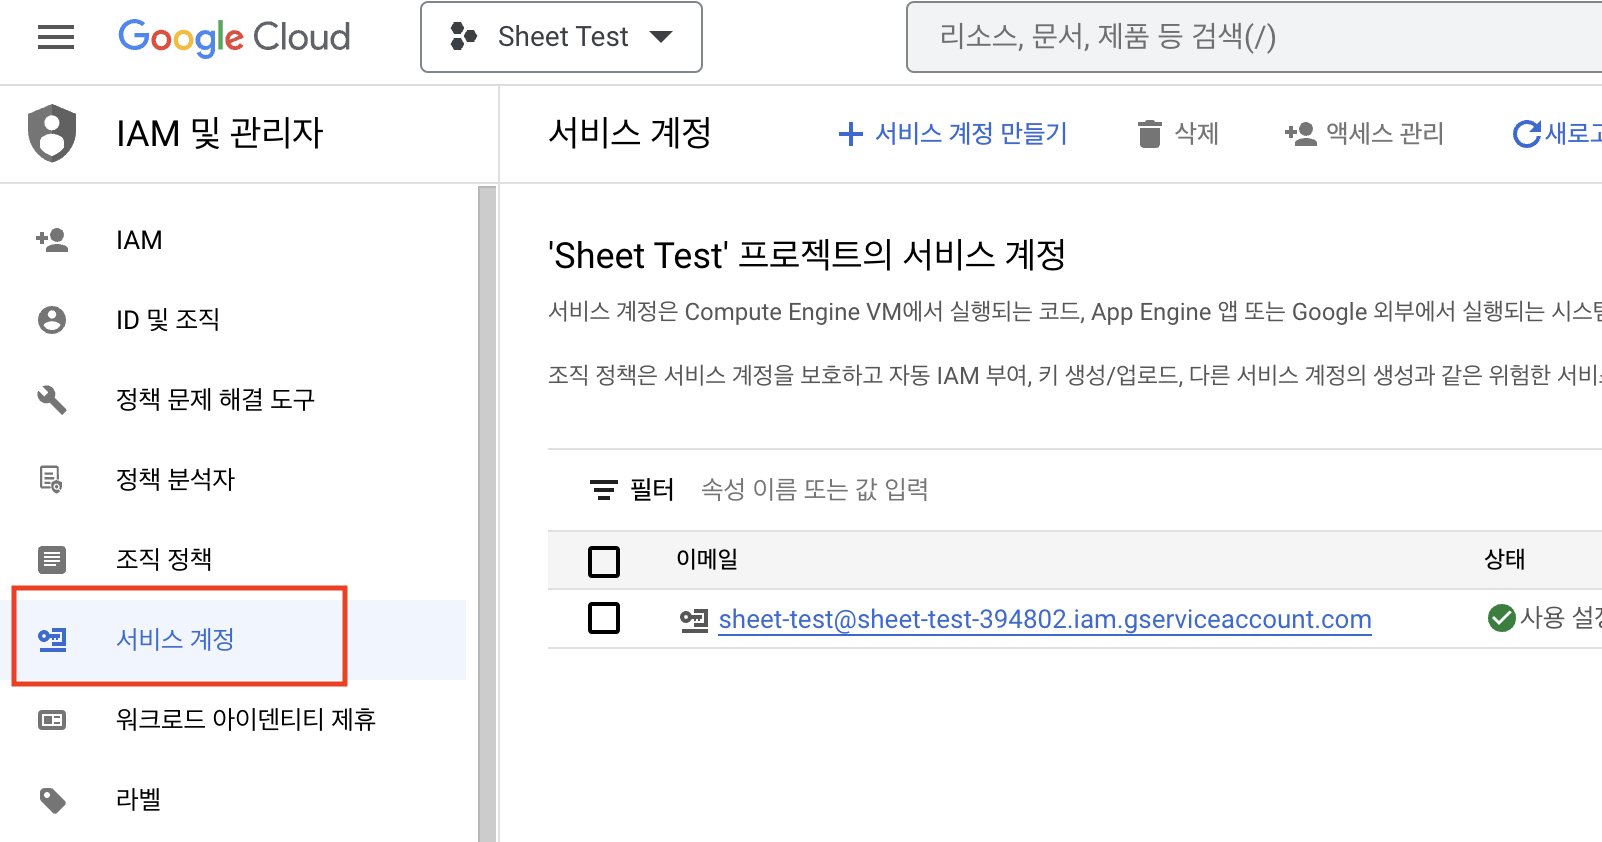 Google Cloud
Sheet Test
리소스, 문서, 제품 등 검색(/)
IAM 및 관리자
서비스 계정
서비스 계정 만들기
삭제
액세스 관리
새로고
IAM
ID 및 조직
정책 문제 해결 도구
정책 분석자
조직 정책
서비스 계정
워크로드 아이덴티티 제휴
라벨
'Sheet Test' 프로젝트의 서비스 계정
서비스 계정은 Compute Engine VM에서 실행되는 코드, App Engine 앱 또는 Google 외부에서 실행되는 시스템
조직 정책은 서비스 계정을 보호하고 자동 IAM 부여, 키 생성/업로드, 다른 서비스 계정의 생성과 같은 위험한 서비스
필터 속성 이름 또는 값 입력
이메일 상태
sheet-test@sheet-test-394802.iam.gserviceaccount.com 사용 설정